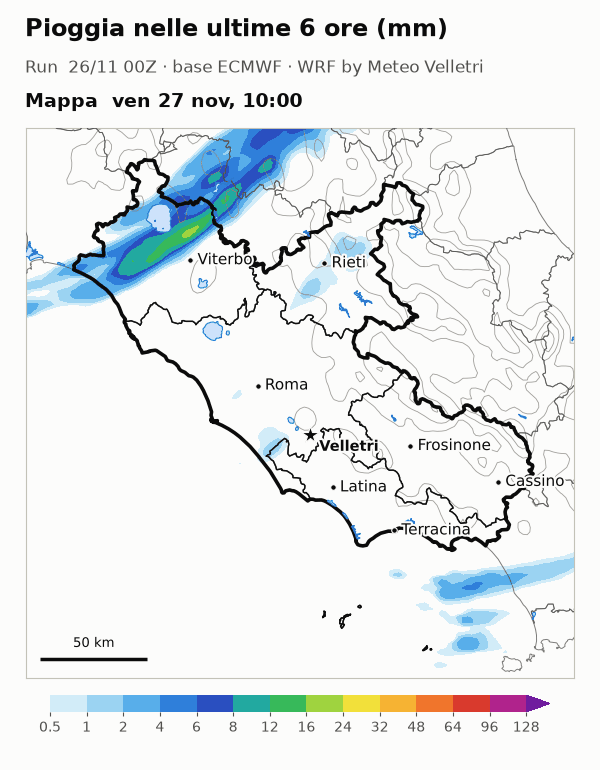 Pioggia nelle ultime 6 ore (mm)
Run  26/11 00Z · base ECMWF · WRF by Meteo Velletri
Mappa  ven 27 nov, 10:00
Viterbo
Rieti
Roma
Velletri
Frosinone
Latina
Cassino
Terracina
50 km
0.5 1 2 4 6 8 12 16 24 32 48 64 96 128